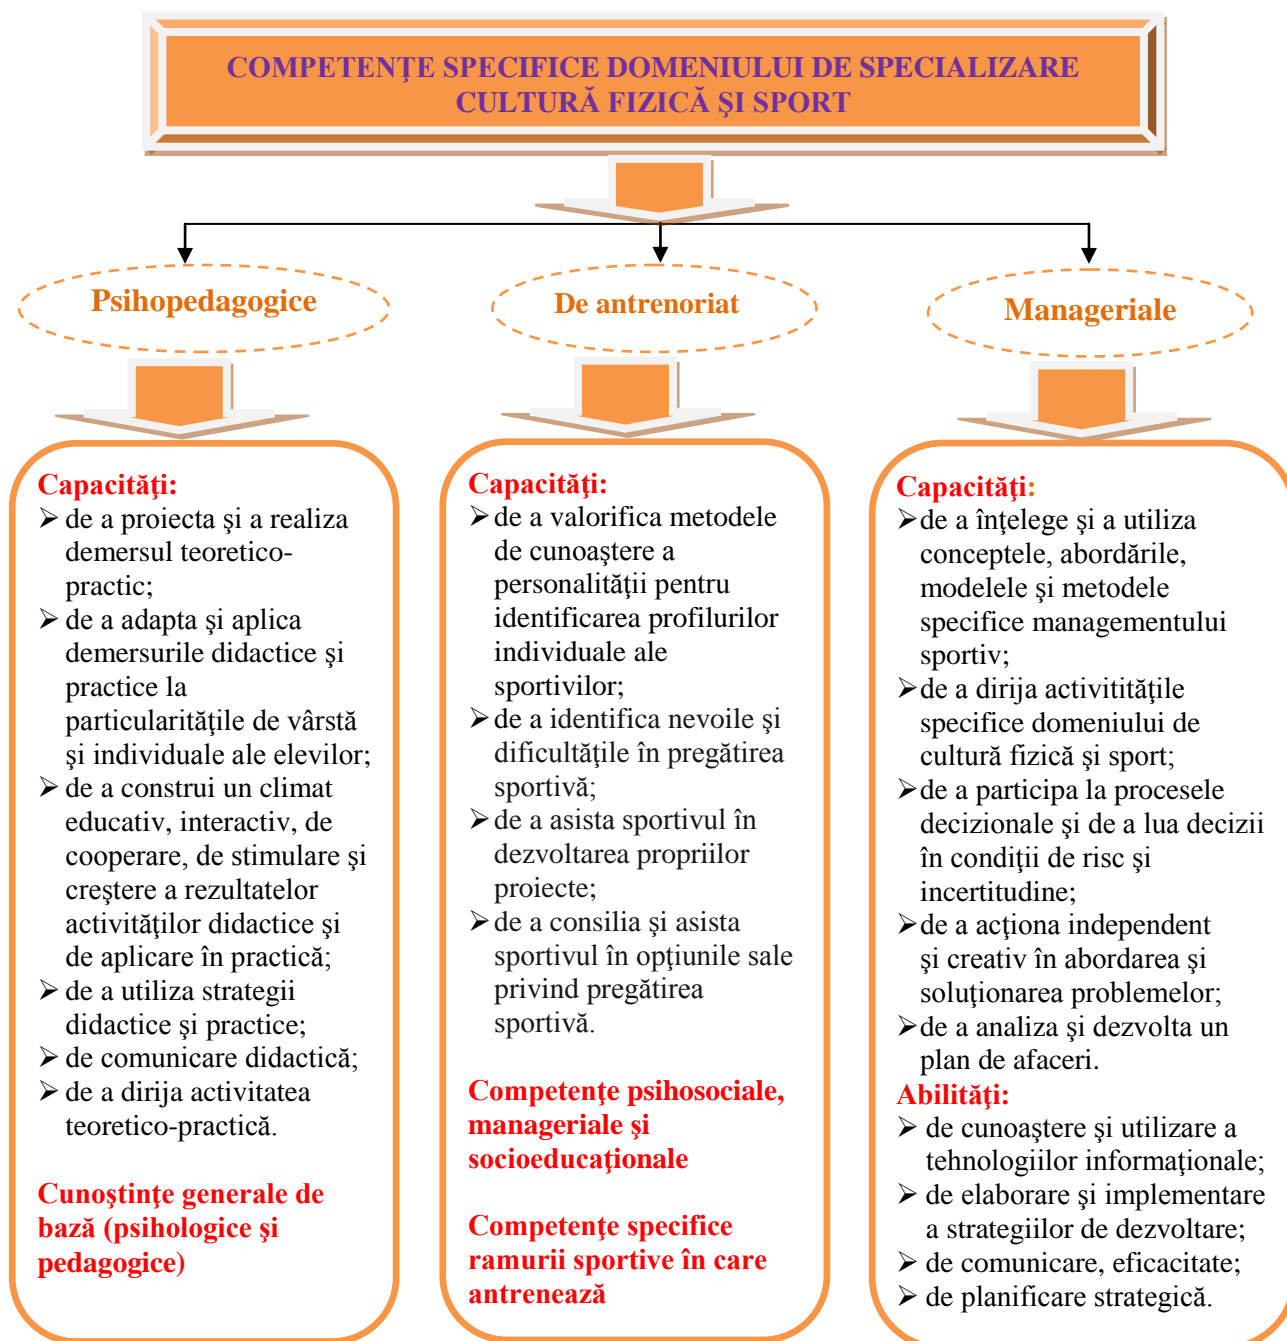 COMPETENŢE SPECIFICE DOMENIULUI DE SPECIALIZARE
CULTURĂ FIZICĂ ŞI SPORT
Psihopedagogice
De antrenoriat
Manageriale
Capacităţi:
➢ de a proiecta şi a realiza
demersul teoretico-
practic;
➢ de a adapta şi aplica
demersurile didactice şi
practice la
particularităţile de vârstă
şi individuale ale elevilor;
➢ de a construi un climat
educativ, interactiv, de
cooperare, de stimulare şi
creştere a rezultatelor
activităţilor didactice şi
de aplicare în practică;
➢ de a utiliza strategii
didactice şi practice;
➢ de comunicare didactică;
➢ de a dirija activitatea
teoretico-practică.
Cunoştinţe generale de
bază (psihologice şi
pedagogice)
Capacităţi:
➢ de a valorifica metodele
de cunoaştere a
personalităţii pentru
identificarea profilurilor
individuale ale
sportivilor;
➢ de a identifica nevoile şi
dificultăţile în pregătirea
sportivă;
➢ de a asista sportivul în
dezvoltarea propriilor
proiecte;
➢ de a consilia şi asista
sportivul în opţiunile sale
privind pregătirea
sportivă.
Competenţe psihosociale,
manageriale şi
socioeducaţionale
Competenţe specifice
ramurii sportive în care
antrenează
Capacităţi:
➢ de a înţelege şi a utiliza
conceptele, abordările,
modelele şi metodele
specifice managementului
sportiv;
➢ de a dirija activitităţile
specifice domeniului de
cultură fizică şi sport;
➢ de a participa la procesele
decizionale şi de a lua decizii
în condiţii de risc şi
incertitudine;
➢ de a acţiona independent
şi creativ în abordarea şi
soluţionarea problemelor;
➢ de a analiza şi dezvolta un
plan de afaceri.
Abilităţi:
➢ de cunoaştere şi utilizare a
tehnologiilor informaţionale;
➢ de elaborare şi implementare
a strategiilor de dezvoltare;
➢ de comunicare, eficacitate;
➢ de planificare strategică.